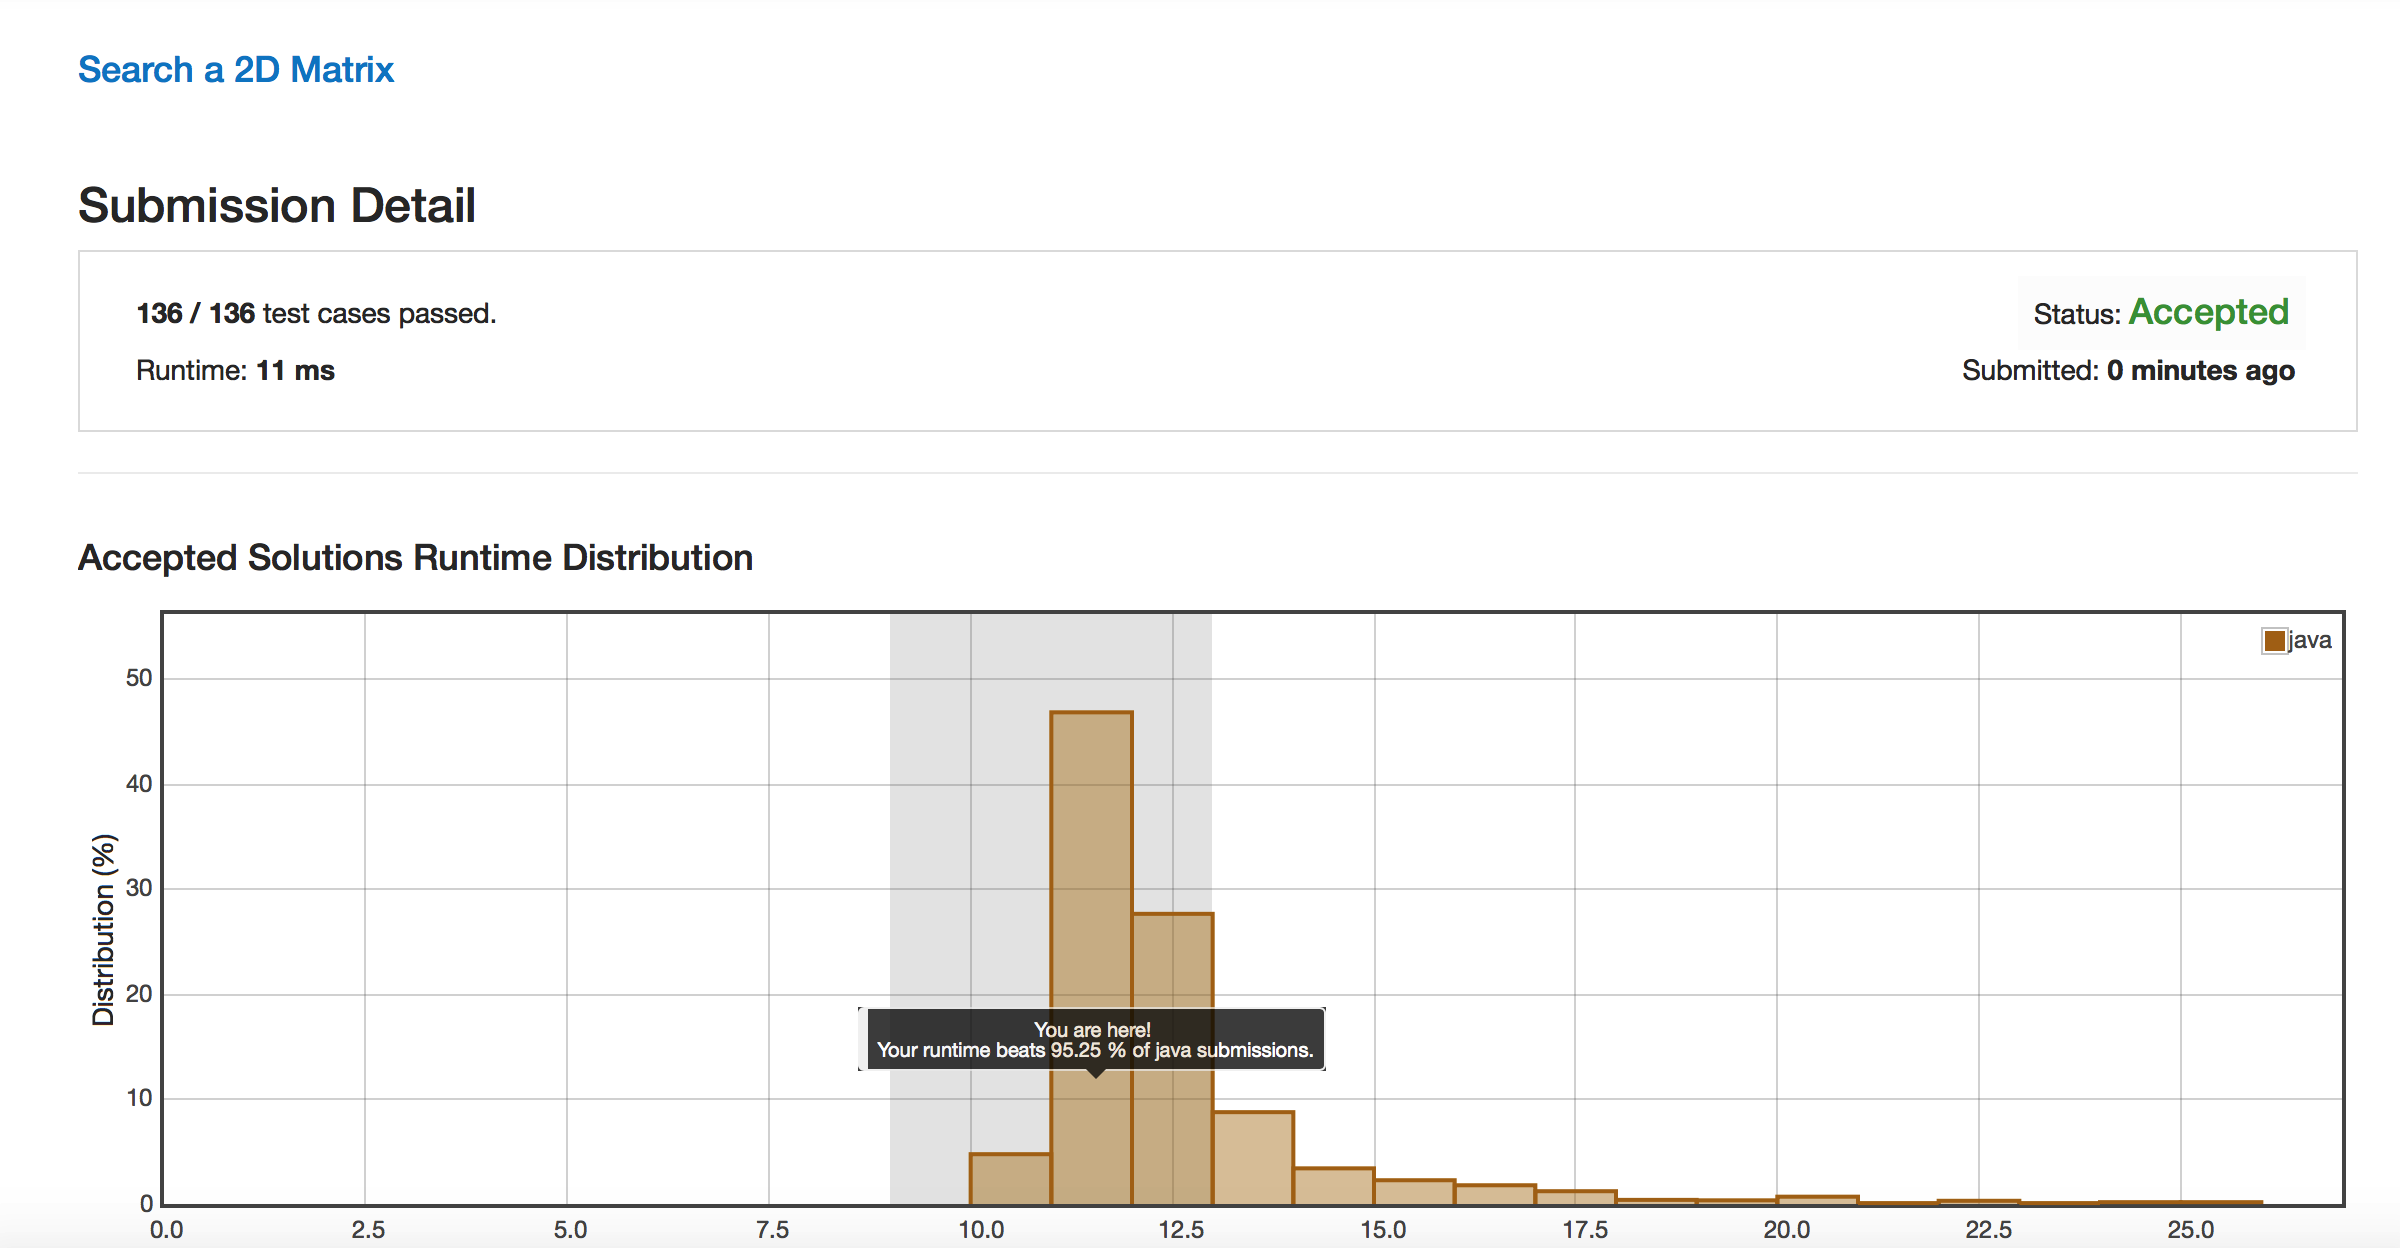 Search a 2D Matrix
Submission Detail
136 / 136 test cases passed.
Status: Accepted
Runtime: 11 ms
Submitted: 0 minutes ago
Accepted Solutions Runtime Distribution
java
50
40
30
20
10
0
Distribution (%)
You are here!
Your runtime beats 95.25 % of java submissions.
0.0 2.5 5.0 7.5 10.0 12.5 15.0 17.5 20.0 22.5 25.0